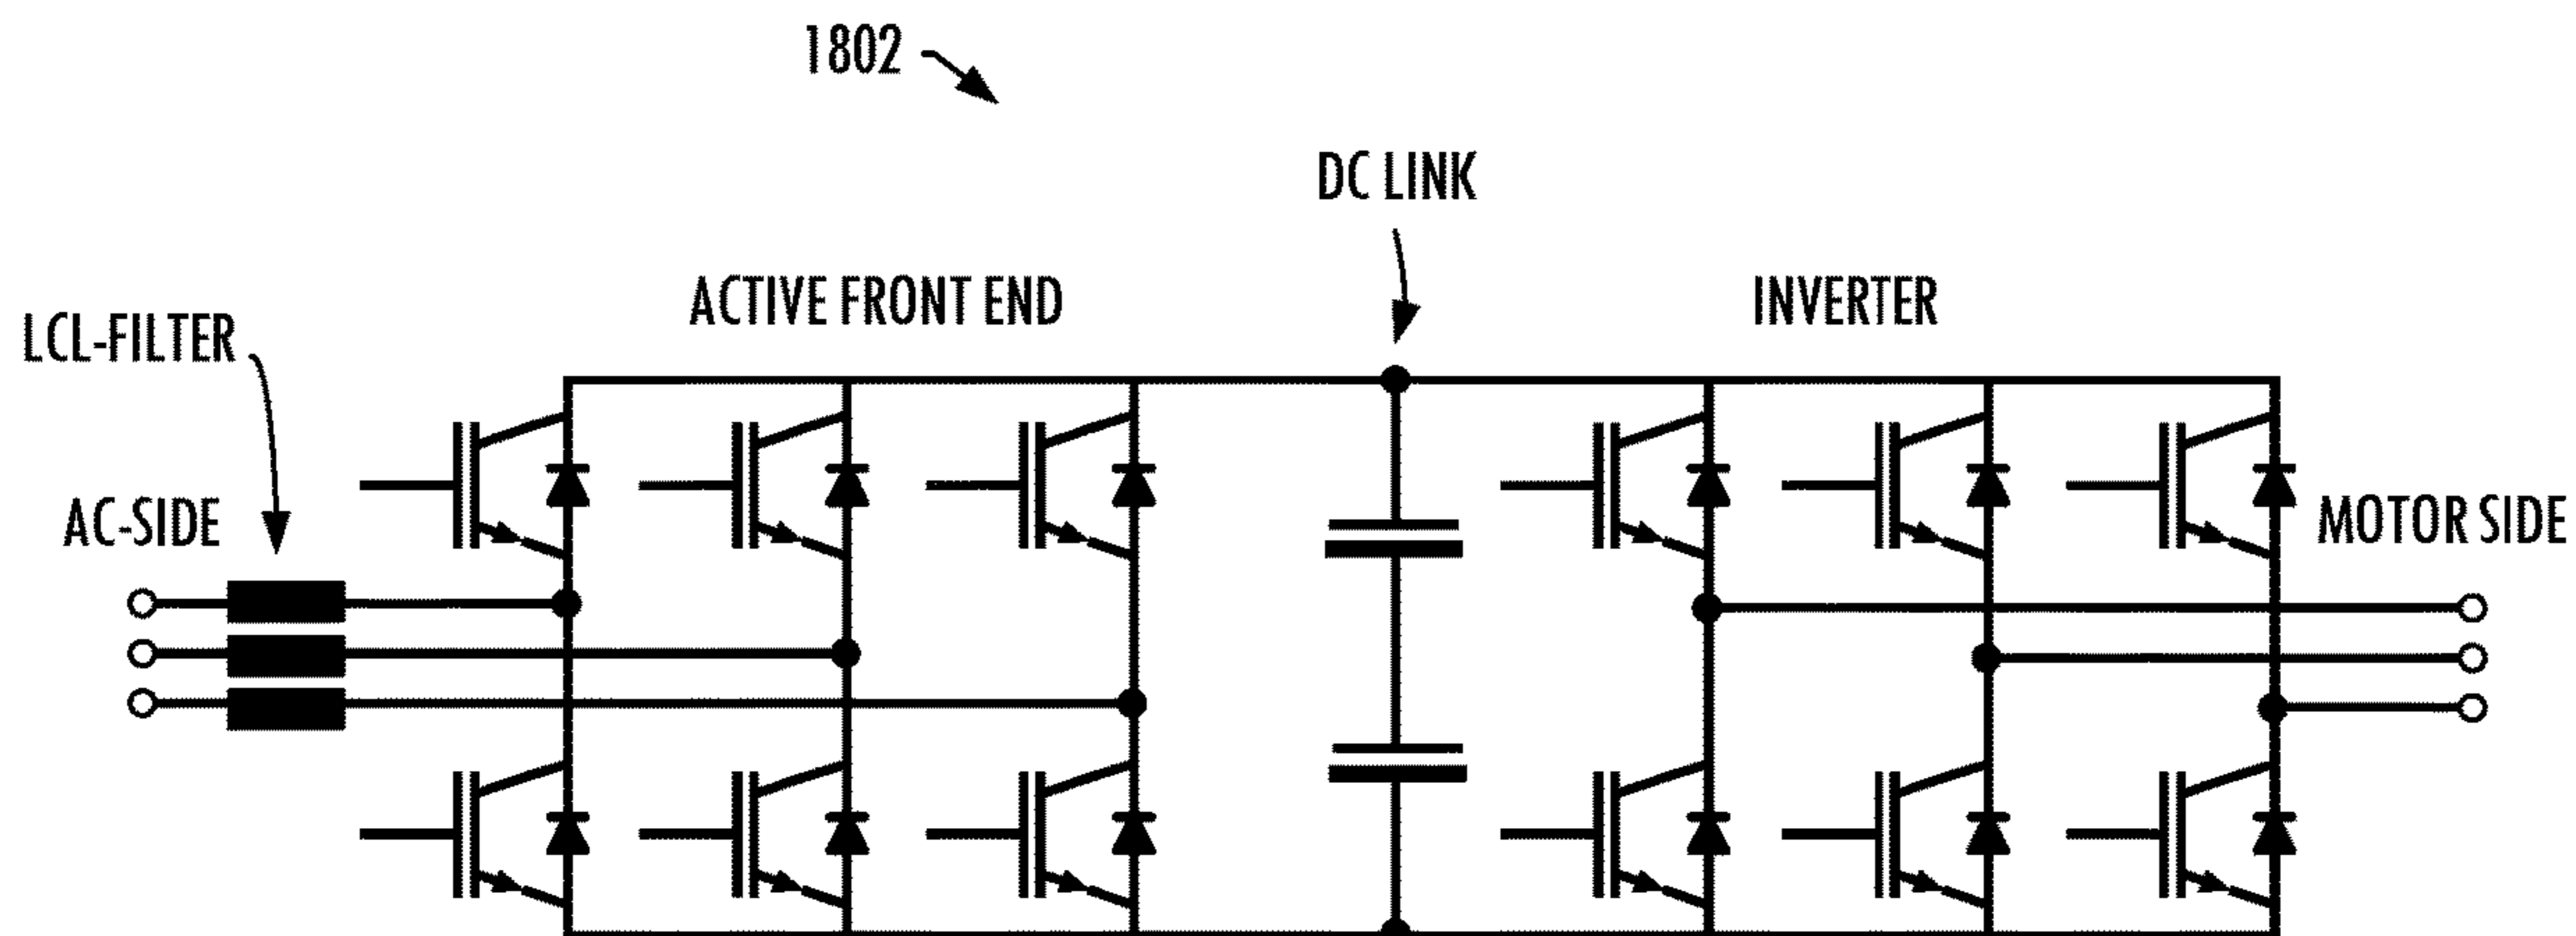 1802
DC LINK
ACTIVE FRONT END
INVERTER
LCL-FILTER
AC-SIDE
MOTOR SIDE